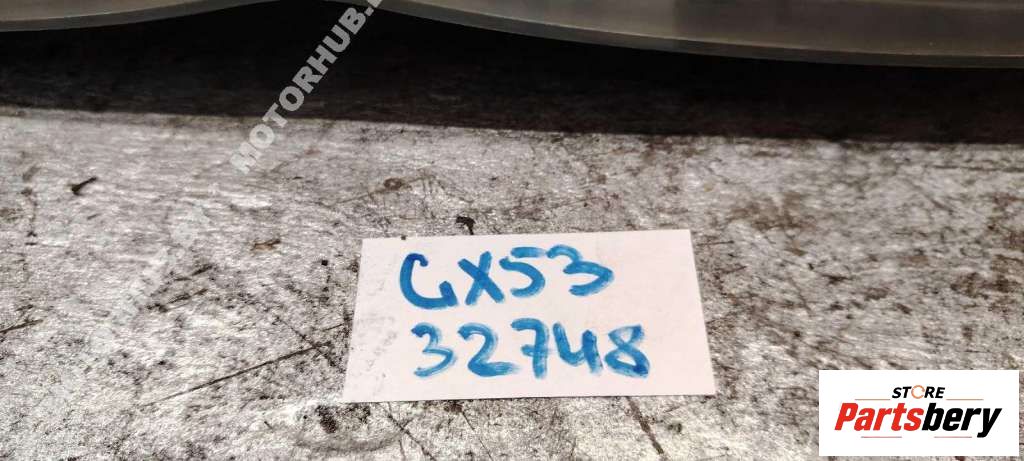 MOTORHUB.
GX53
32748
STORE
Partsbery